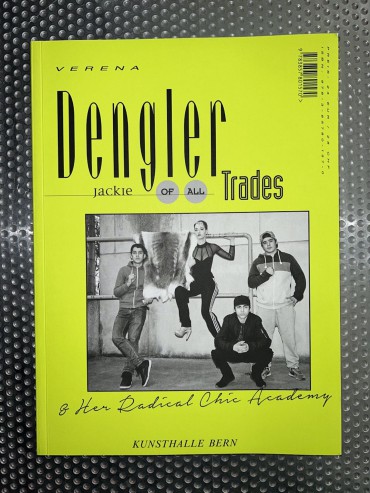 VERENA
Dengler
Jackie OF ALL Trades
& Her Radical Chic Academy
KUNSTHALLE BERN